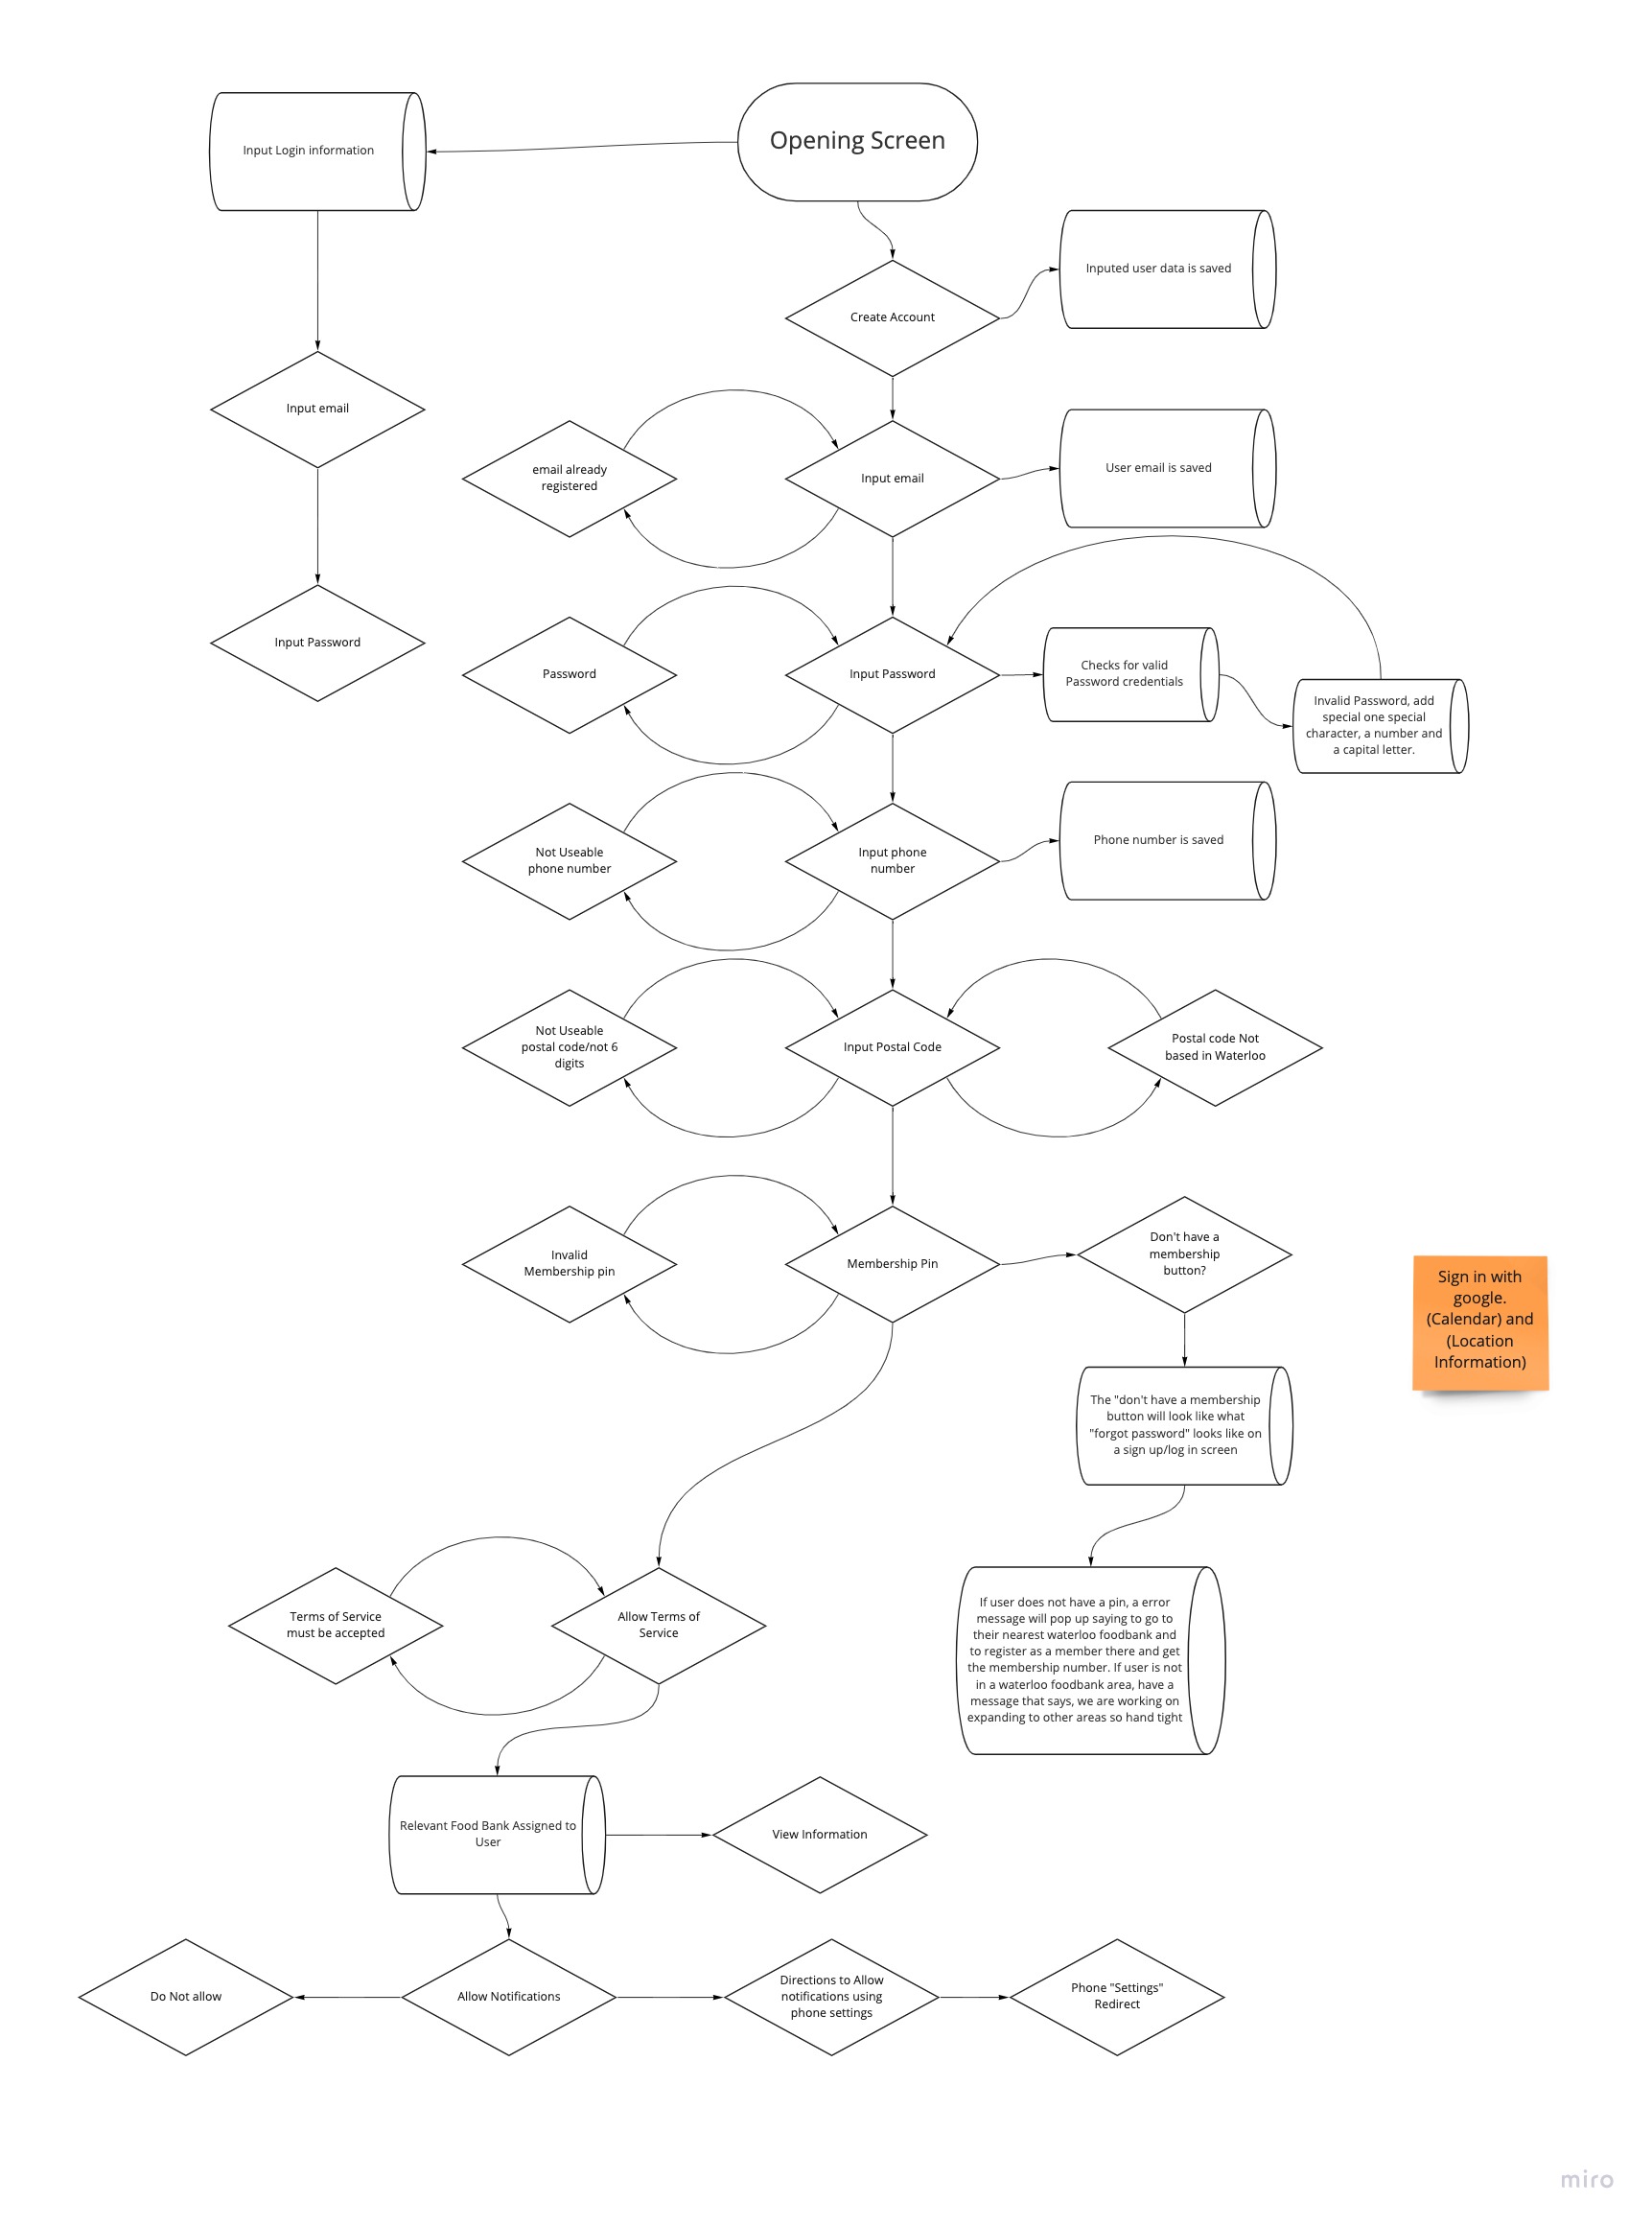 Opening Screen
Input Login information
Inputed user data is saved
Create Account
Input email
email already
registered
Input email
User email is saved
Input Password
Password
Input Password
Checks for valid
Password credentials
Invalid Password, add
special one special
character, a number and
a capital letter.
Not Useable
phone number
Input phone
number
Phone number is saved
Not Useable
postal code/not 6
digits
Input Postal Code
Postal code Not
based in Waterloo
Invalid
Membership pin
Membership Pin
Don't have a
membership
button?
Sign in with
google.
(Calendar) and
(Location
Information)
The "don't have a membership
button will look like what
"forgot password" looks like on
a sign up/log in screen
Terms of Service
must be accepted
Allow Terms of
Service
If user does not have a pin, a error
message will pop up saying to go to
their nearest waterloo foodbank and
to register as a member there and get
the membership number. If user is not
in a waterloo foodbank area, have a
message that says, we are working on
expanding to other areas so hand tight
Relevant Food Bank Assigned to
User
View Information
Do Not allow
Allow Notifications
Directions to Allow
notifications using
phone settings
Phone "Settings"
Redirect
miro